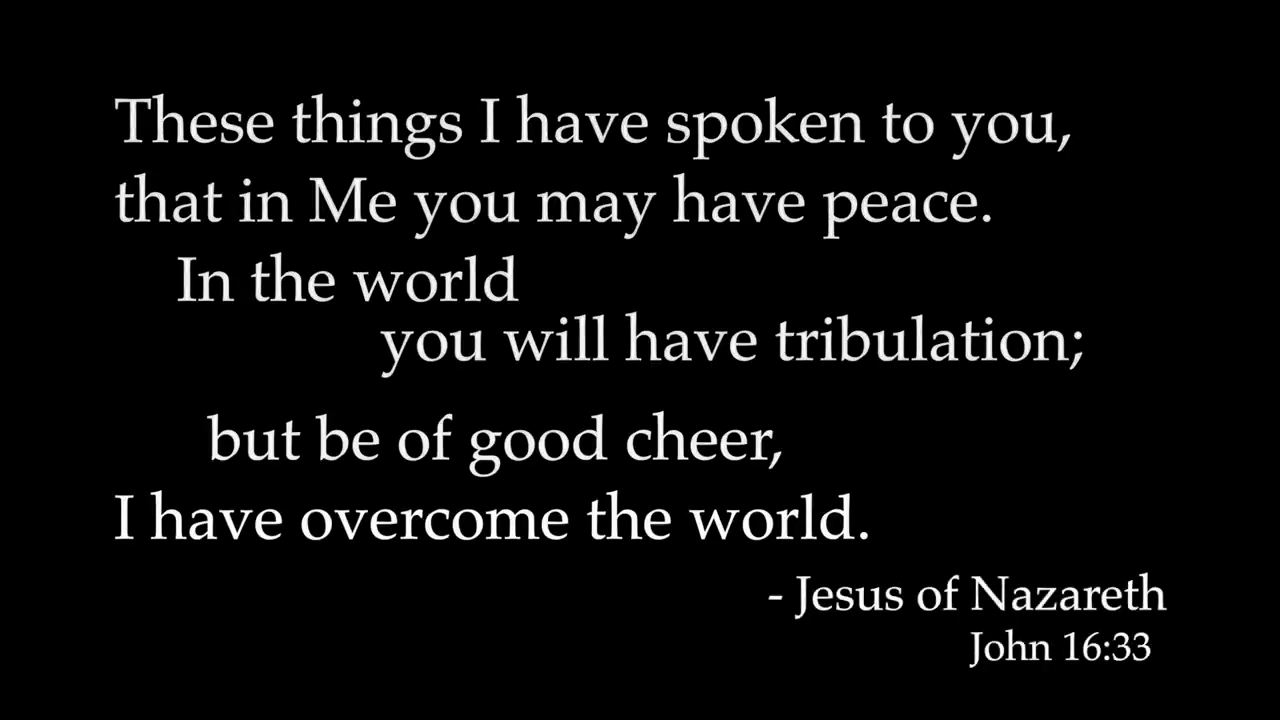 These things I have spoken to you,
that in Me you may have peace.
In the world
you will have tribulation;
but be of good cheer,
I have overcome the world.
- Jesus of Nazareth
John 16:33